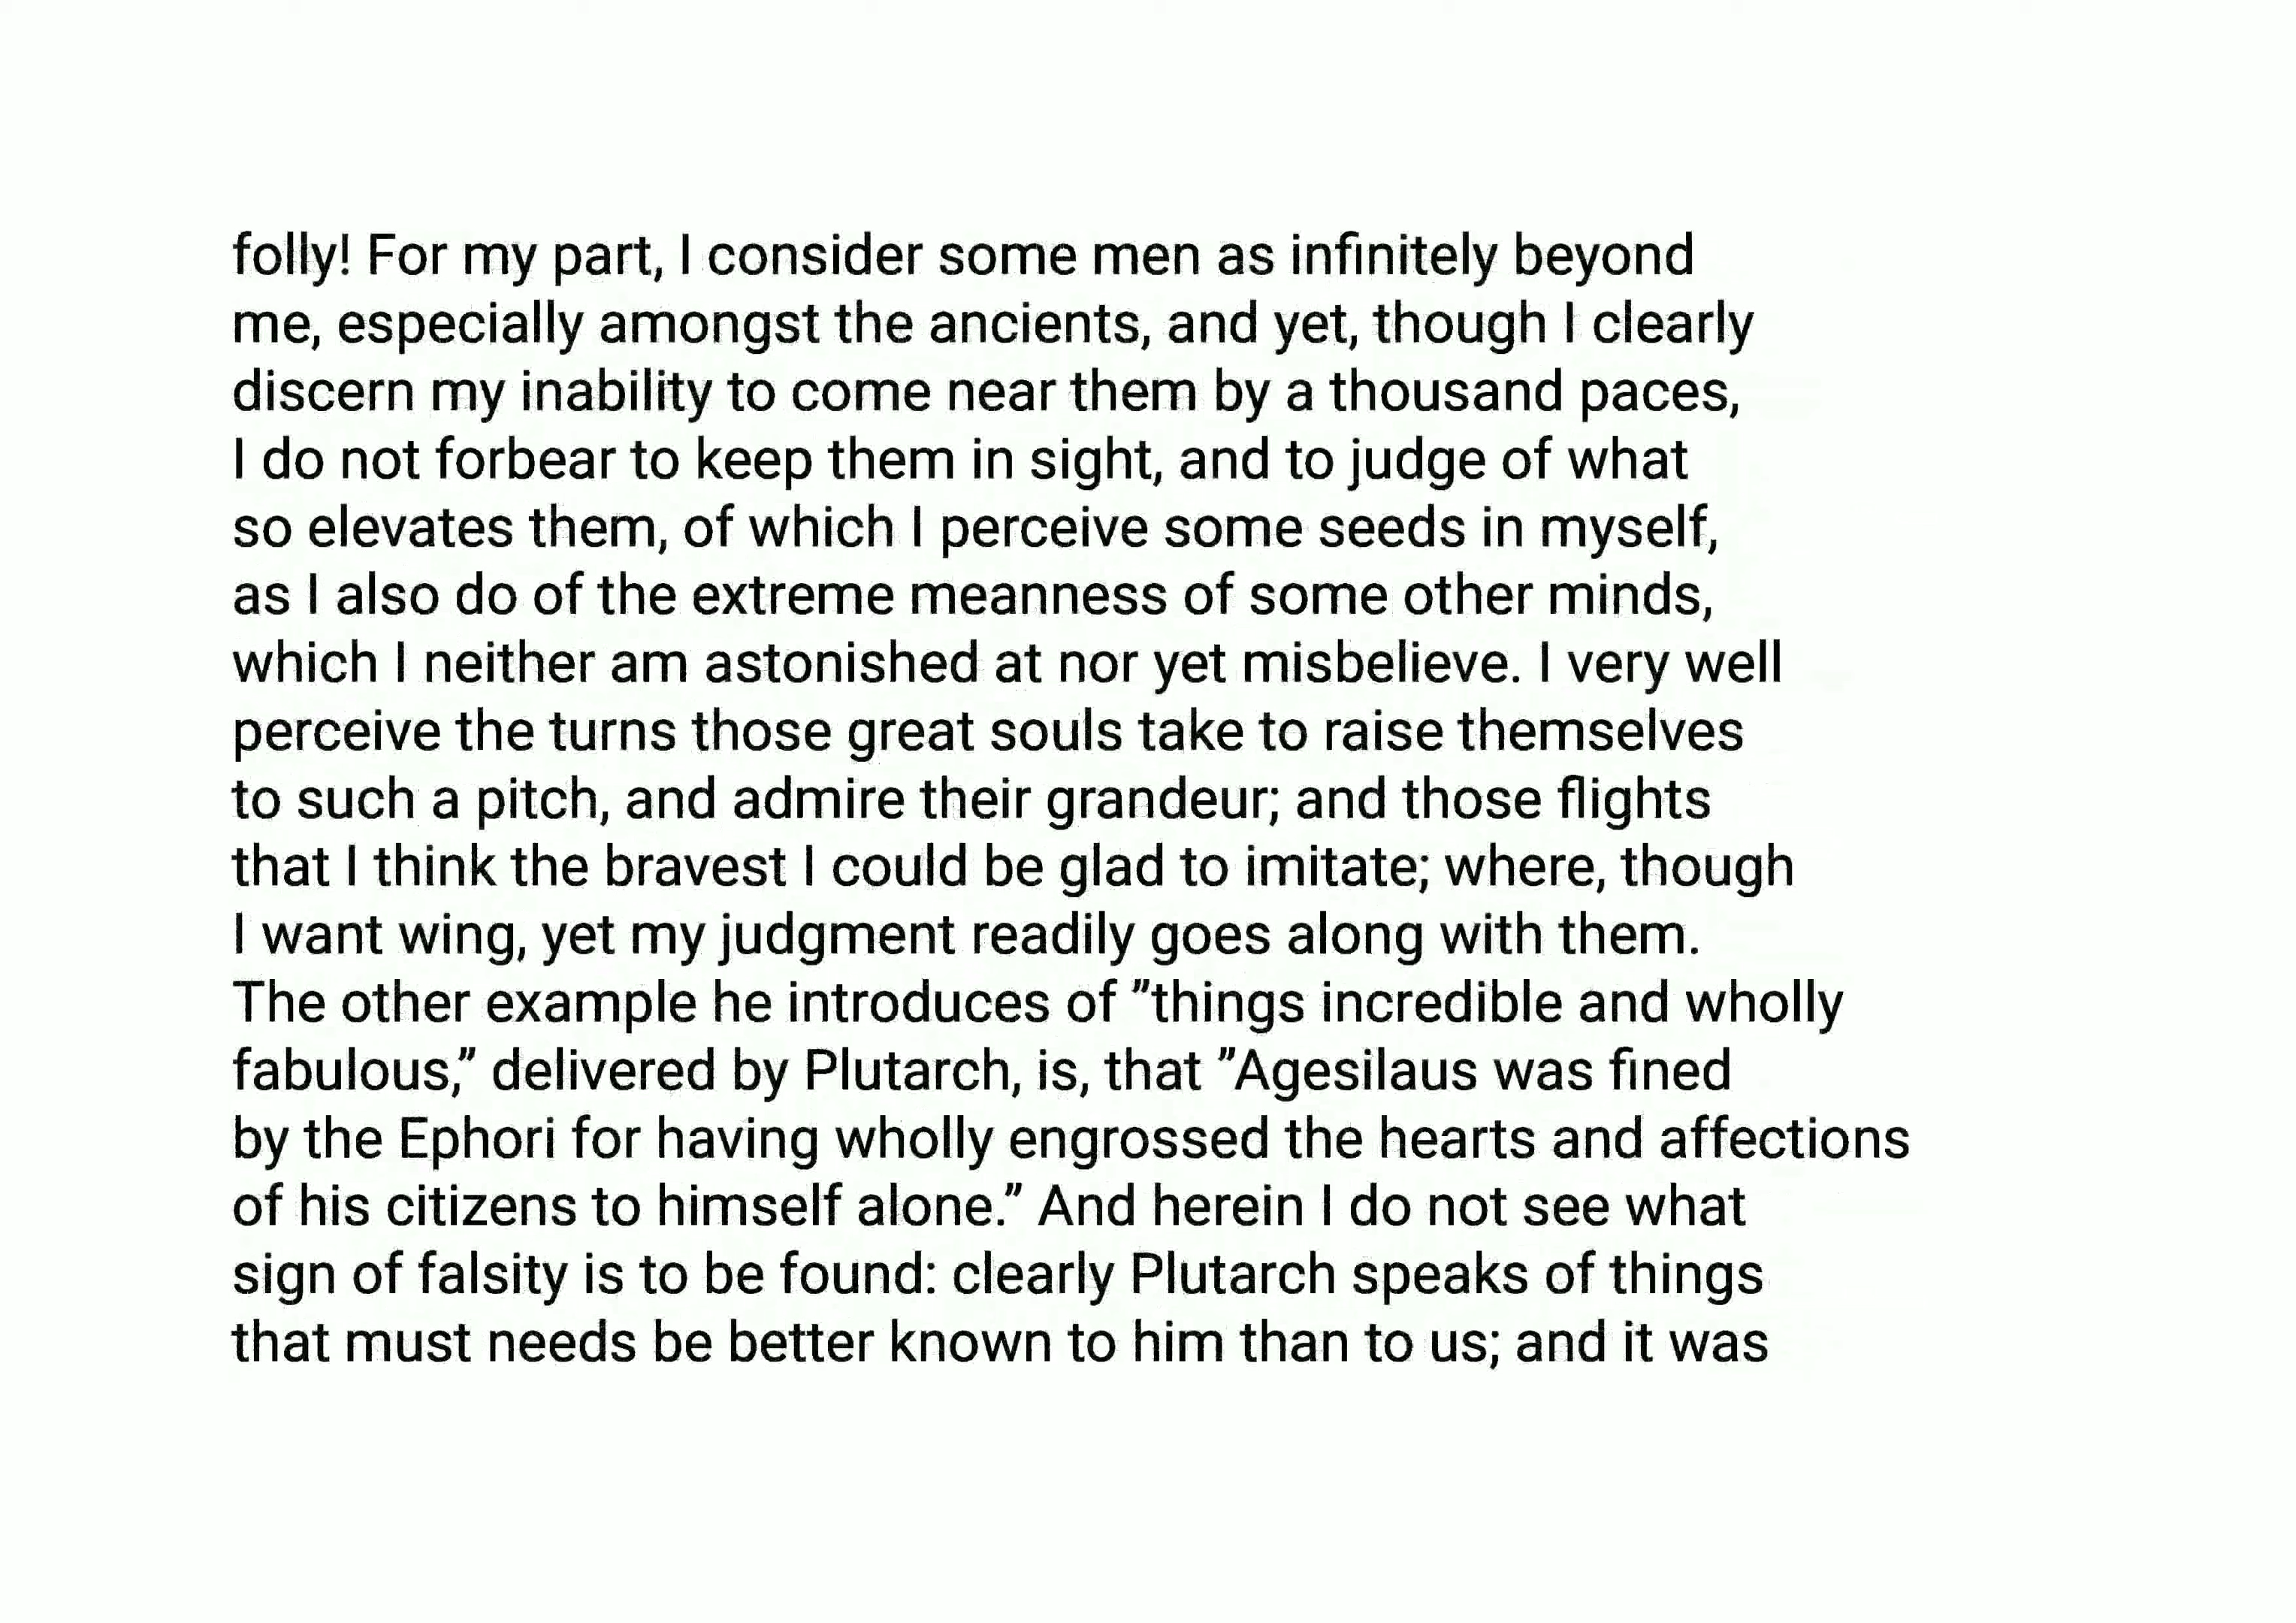 folly! For my part, I consider some men as infinitely beyond
me, especially amongst the ancients, and yet, though I clearly
discern my inability to come near them by a thousand paces,
I do not forbear to keep them in sight, and to judge of what
so elevates them, of which I perceive some seeds in myself,
as I also do of the extreme meanness of some other minds,
which I neither am astonished at nor yet misbelieve. I very well
perceive the turns those great souls take to raise themselves
to such a pitch, and admire their grandeur; and those flights
that I think the bravest I could be glad to imitate; where, though
I want wing, yet my judgment readily goes along with them.
The other example he introduces of "things incredible and wholly
fabulous," delivered by Plutarch, is, that "Agesilaus was fined
by the Ephori for having wholly engrossed the hearts and affections
of his citizens to himself alone." And herein I do not see what
sign of falsity is to be found: clearly Plutarch speaks of things
that must needs be better known to him than to us; and it was